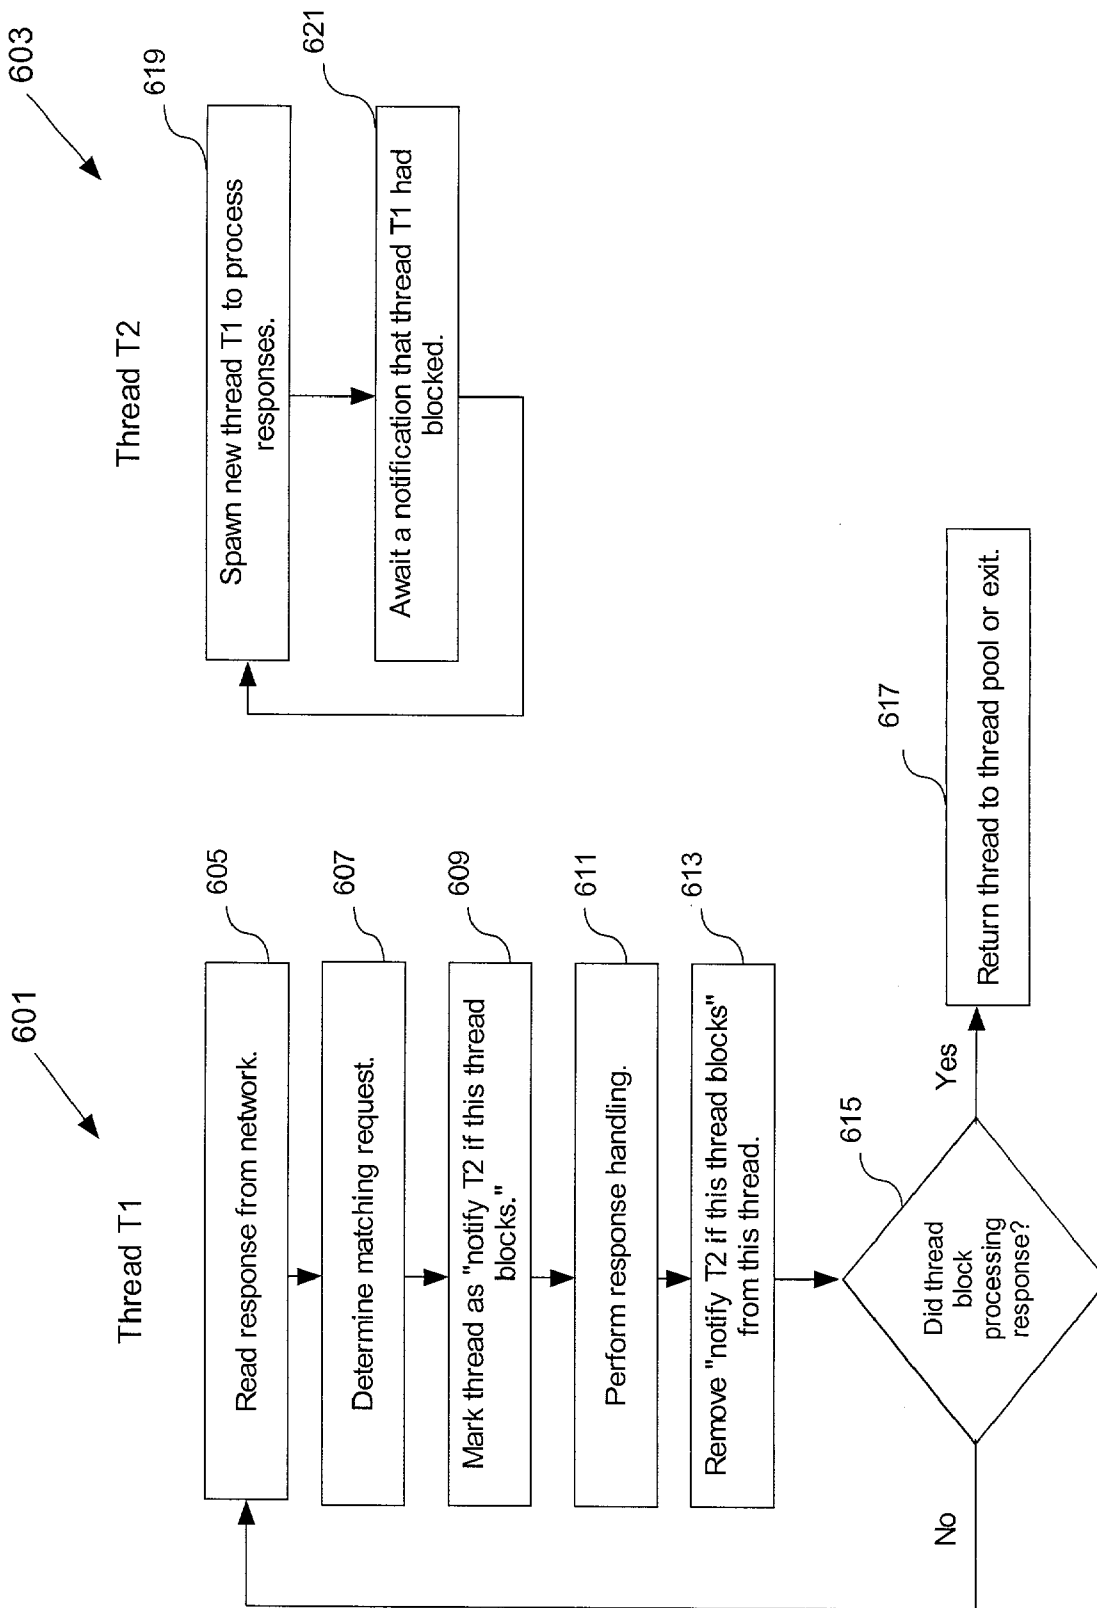 601
Thread T1
605
Read response from network.
607
Determine matching request.
609
Mark thread as "notify T2 if this thread
blocks."
611
Perform response handling.
613
Remove "notify T2 if this thread blocks"
from this thread.
615
Did thread
block
processing
response?
No
Yes
617
Return thread to thread pool or exit.
603
Thread T2
619
Spawn new thread T1 to process
responses.
621
Await a notification that thread T1 had
blocked.